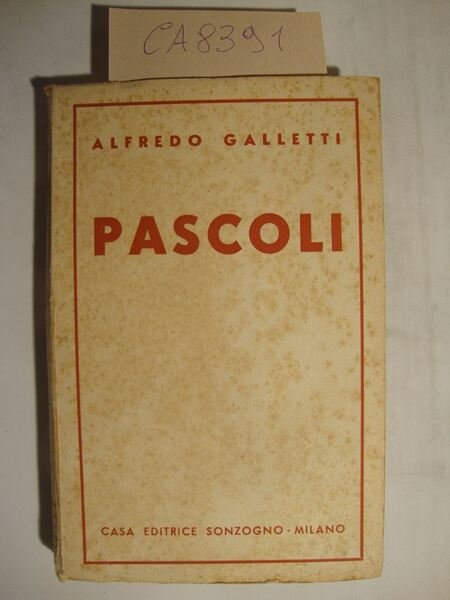 CA8391
ALFREDO GALLETTI
PASCOLI
CASA EDITRICE SONZOGNO - MILANO